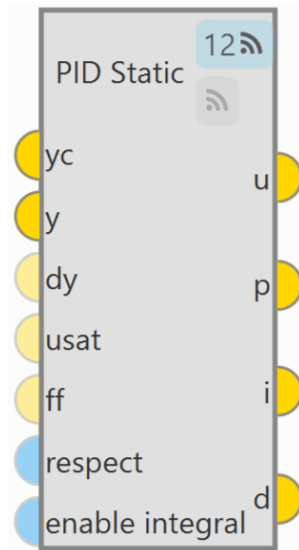 12
PID Static
yc
y
dy
usat
ff
respect
enable integral
u
p
i
d